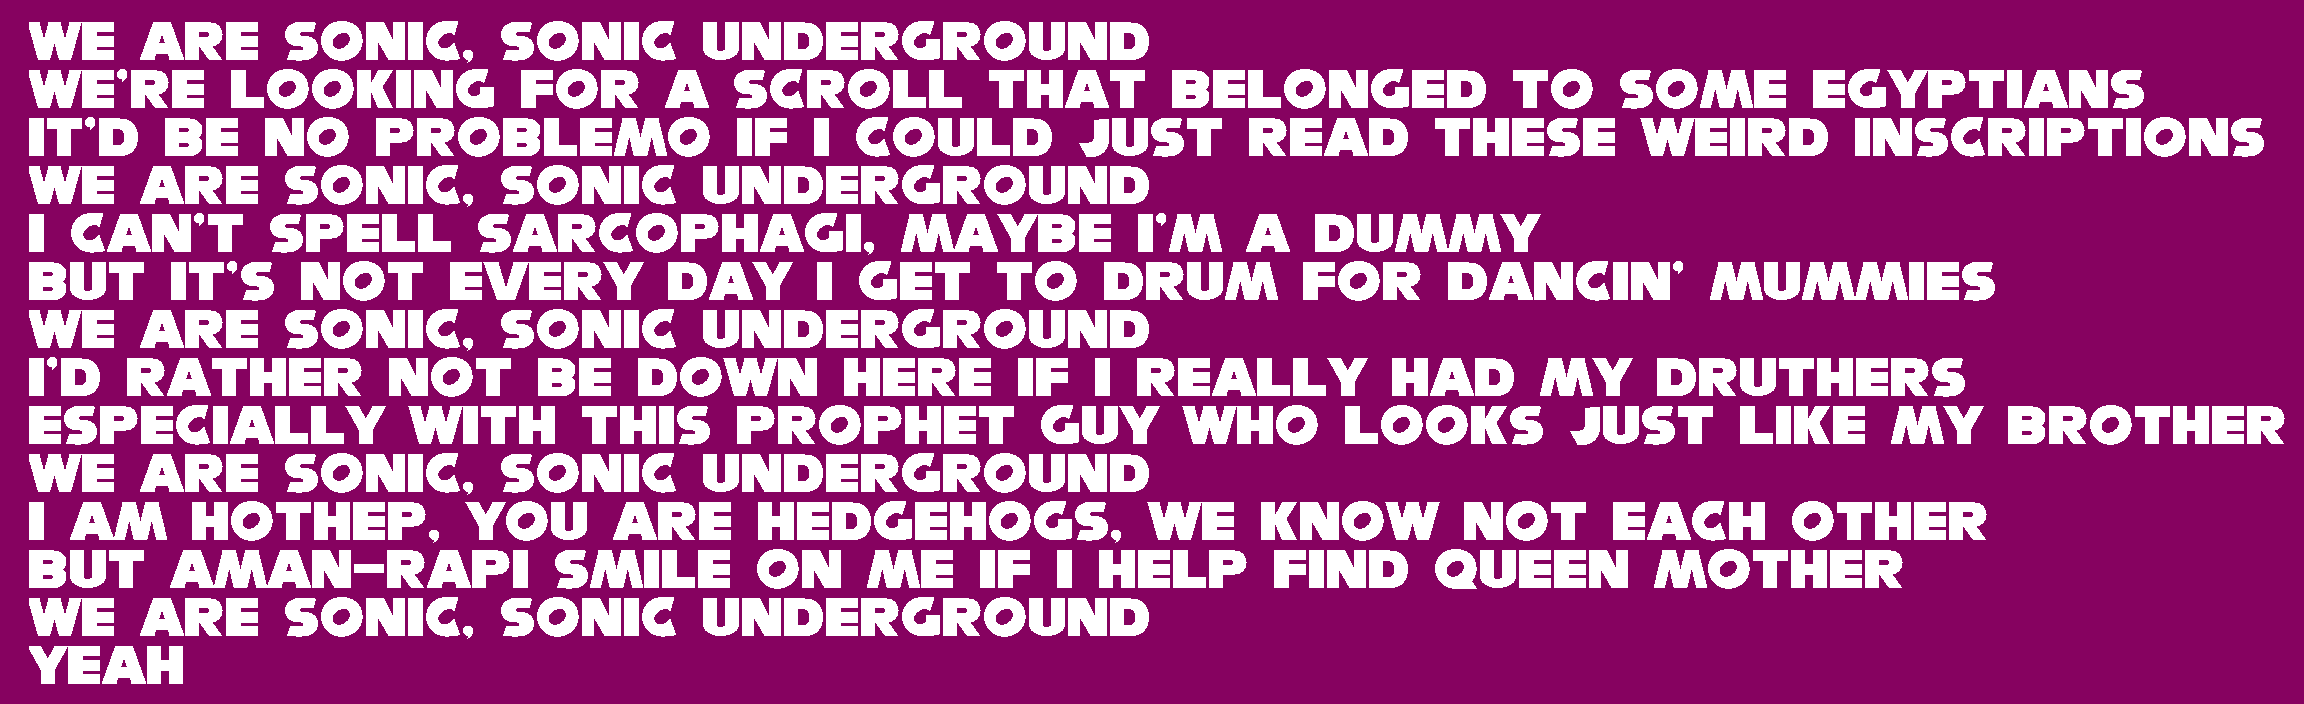 WE ARE SONIC, SONIC UNDERGROUND
WE'RE LOOKING FOR A SCROLL THAT BELONGED TO SOME EGYPTIANS
IT'D BE NO PROBLEMO IF I COULD JUST READ THESE WEIRD INSCRIPTIONS
WE ARE SONIC, SONIC UNDERGROUND
I CAN'T SPELL SARCOPHAGI, MAYBE I'M A DUMMY
BUT IT'S NOT EVERY DAY I GET TO DRUM FOR DANCIN' MUMMIES
WE ARE SONIC, SONIC UNDERGROUND
I'D RATHER NOT BE DOWN HERE IF I REALLY HAD MY DRUTHERS
ESPECIALLY WITH THIS PROPHET GUY WHO LOOKS JUST LIKE MY BROTHER
WE ARE SONIC, SONIC UNDERGROUND
I AM HOTHEP, YOU ARE HEDGEHOGS, WE KNOW NOT EACH OTHER
BUT AMAN-RAPI SMILE ON ME IF I HELP FIND QUEEN MOTHER
WE ARE SONIC, SONIC UNDERGROUND
YEAH